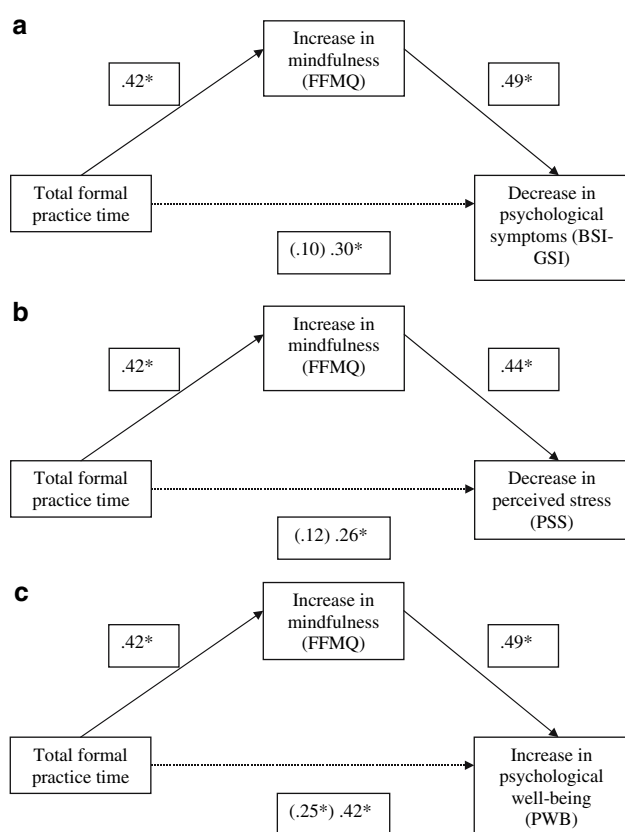 a
Increase in
mindfulness
(FFMQ)
.42*
.49*
Total formal
practice time
Decrease in
psychological
symptoms (BSI-
GSI)
(.10) .30*
b
Increase in
mindfulness
(FFMQ)
.42*
.44*
Total formal
practice time
Decrease in
perceived stress
(PSS)
(.12) .26*
c
Increase in
mindfulness
(FFMQ)
.42*
.49*
Total formal
practice time
Increase in
psychological
well-being
(PWB)
(.25*) .42*